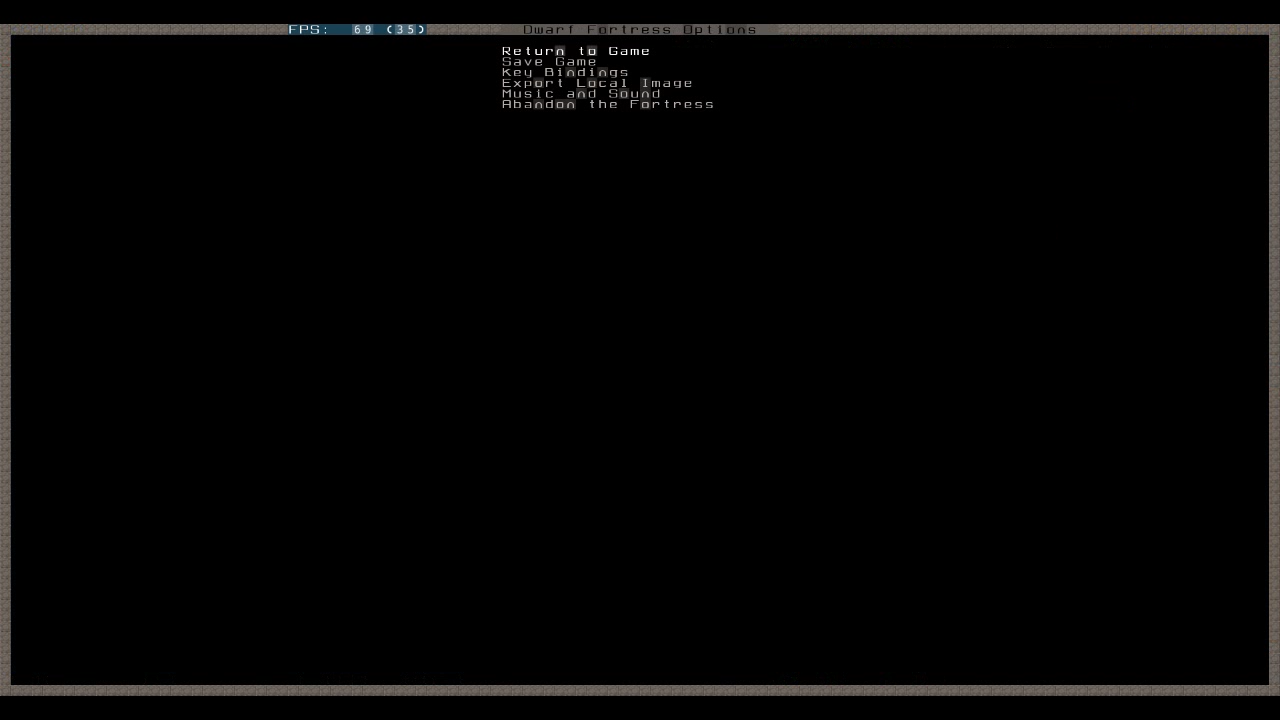 FPS: 69 (35) Dwarf Fortress Options
Return to Game
Save Game
Key Bindings
Export Local Image
Music and Sound
Abandon the Fortress